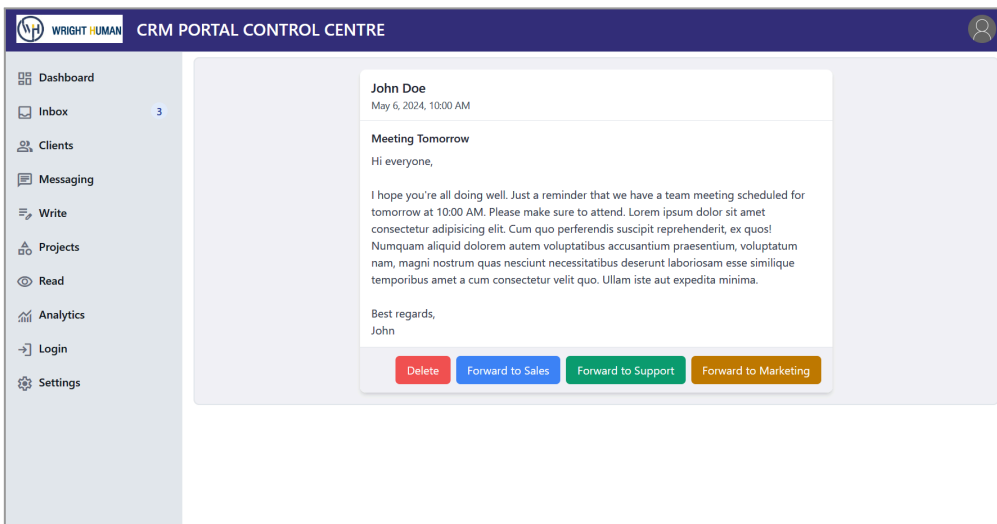 WH WRIGHT HUMAN CRM PORTAL CONTROL CENTRE
Dashboard
Inbox 3
Clients
Messaging
Write
Projects
Read
Analytics
Login
Settings
John Doe
May 6, 2024, 10:00 AM
Meeting Tomorrow
Hi everyone,
I hope you're all doing well. Just a reminder that we have a team meeting scheduled for
tomorrow at 10:00 AM. Please make sure to attend. Lorem ipsum dolor sit amet
consectetur adipisicing elit. Cum quo perferendis suscipit reprehenderit, ex quos!
Numquam aliquid dolorem autem voluptatibus accusantium praesentium, voluptatum
nam, magni nostrum quas nesciunt necessitatibus deserunt laboriosam esse similique
temporibus amet a cum consectetur velit quo. Ullam iste aut expedita minima.
Best regards,
John
Delete Forward to Sales Forward to Support Forward to Marketing